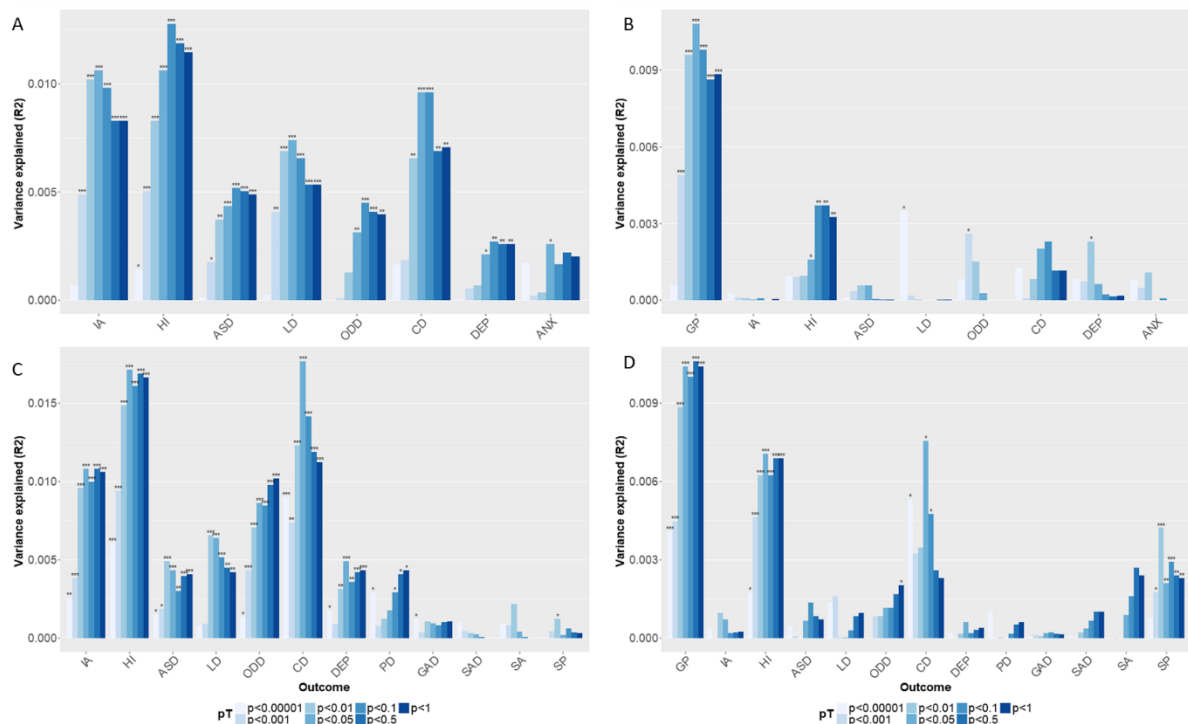 A
Variance explained (R2)
0.010
0.005
0.000
IA HI ASD LD ODD CD DEP ANX
B
Variance explained (R2)
0.009
0.006
0.003
0.000
GP IA HI ASD LD ODD CD DEP ANX
C
Variance explained (R2)
0.015
0.010
0.005
0.000
IA HI ASD LD ODD CD DEP PD GAD SAD SA SP
Outcome
pT p<0.00001 p<0.01 p<0.1 p<1
p<0.001 p<0.05 p<0.5
D
Variance explained (R2)
0.009
0.006
0.003
0.000
GP IA HI ASD LD ODD CD DEP PD GAD SAD SA SP
Outcome
pT p<0.00001 p<0.01 p<0.1 p<1
p<0.001 p<0.05 p<0.5